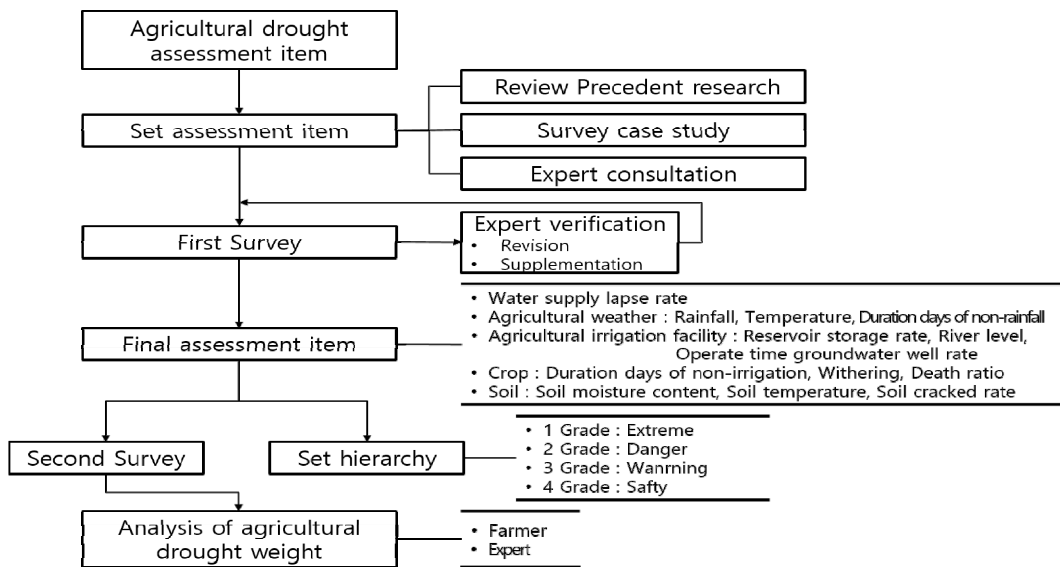 Agricultural drought
assessment item
Review Precedent research
Set assessment item
Survey case study
Expert consultation
First Survey
Expert verification
• Revision
• Supplementation
Final assessment item
• Water supply lapse rate
• Agricultural weather : Rainfall, Temperature, Duration days of non-rainfall
• Agricultural irrigation facility : Reservoir storage rate, River level,
Operate time groundwater well rate
• Crop : Duration days of non-irrigation, Withering, Death ratio
• Soil : Soil moisture content, Soil temperature, Soil cracked rate
Second Survey
Set hierarchy
• 1 Grade : Extreme
• 2 Grade : Danger
• 3 Grade : Wanrning
• 4 Grade : Safty
Analysis of agricultural
drought weight
• Farmer
• Expert